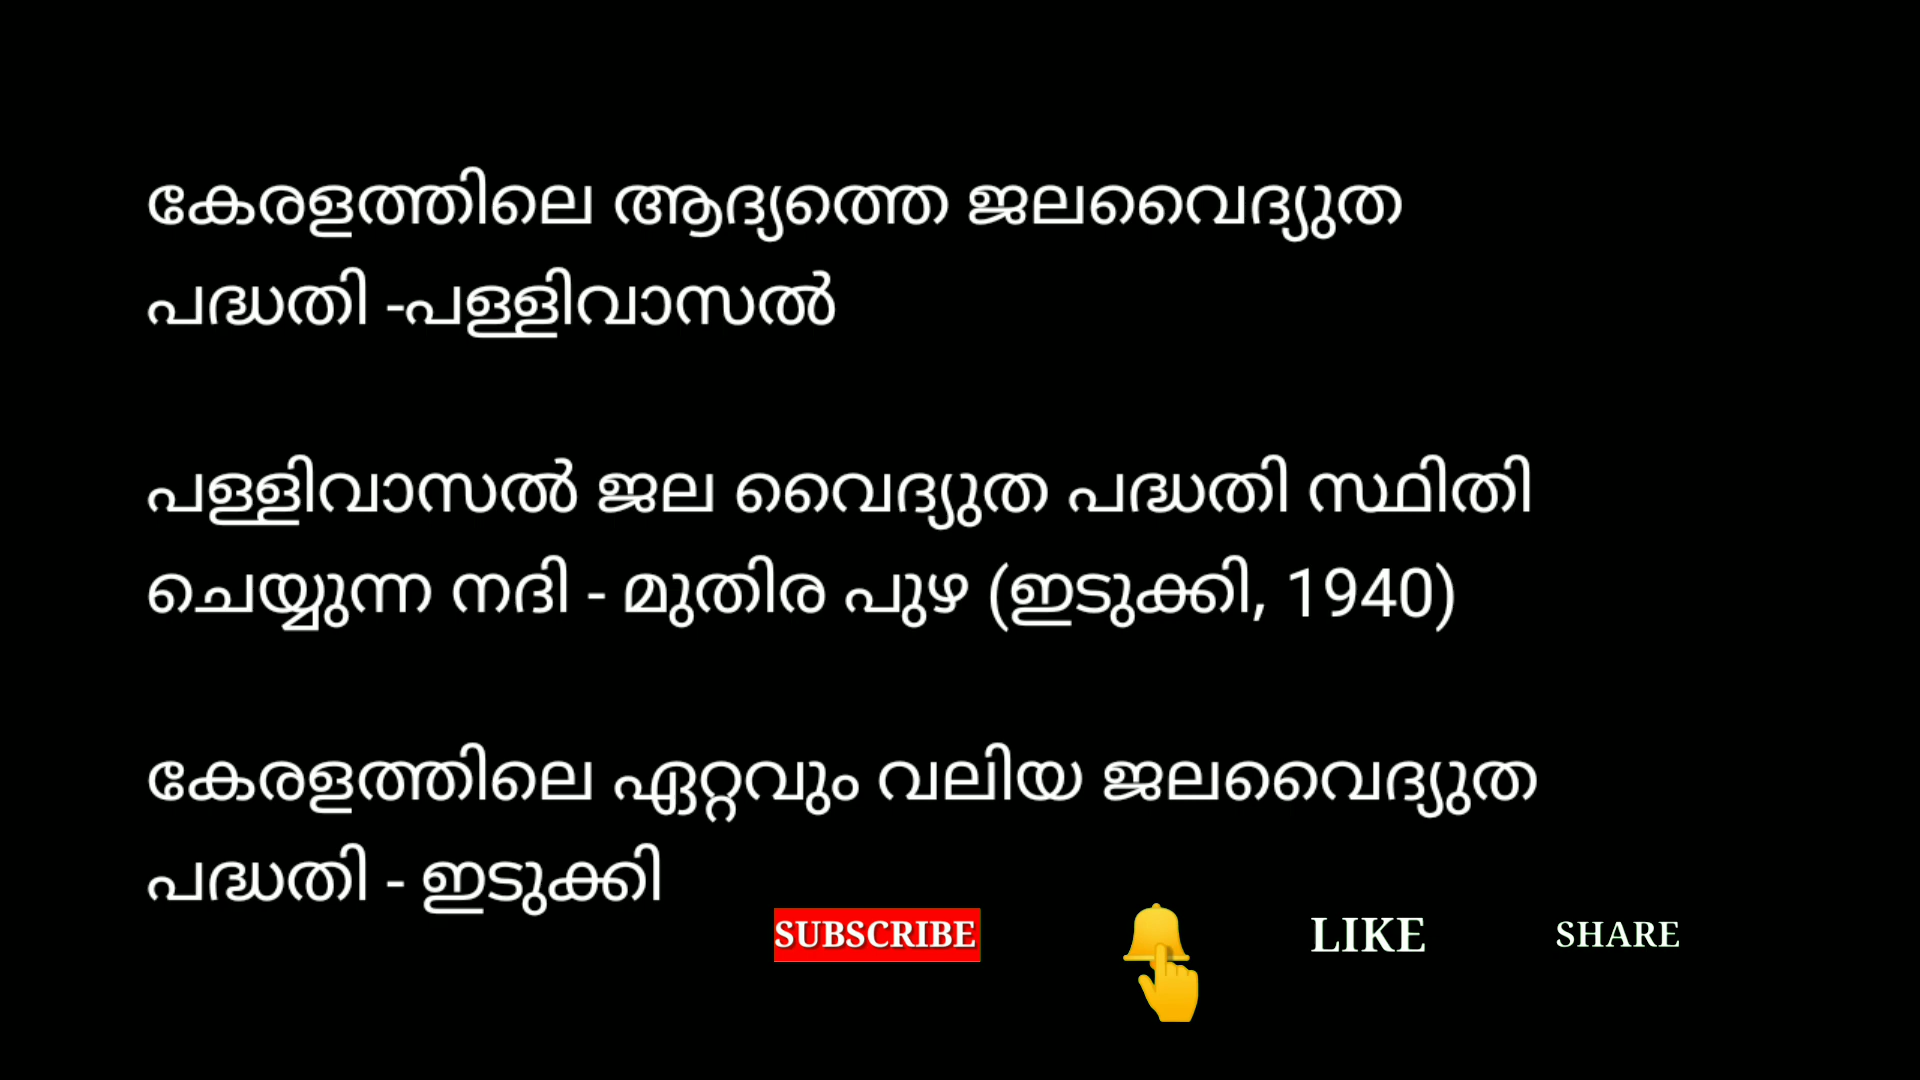 കേരളത്തിലെ ആദ്യത്തെ ജലവൈദ്യുത
പദ്ധതി -പള്ളിവാസൽ
പള്ളിവാസൽ ജല വൈദ്യുത പദ്ധതി സ്ഥിതി
ചെയ്യുന്ന നദി - മുതിര പുഴ (ഇടുക്കി, 1940)
കേരളത്തിലെ ഏറ്റവും വലിയ ജലവൈദ്യുത
പദ്ധതി - ഇടുക്കി
SUBSCRIBE LIKE SHARE